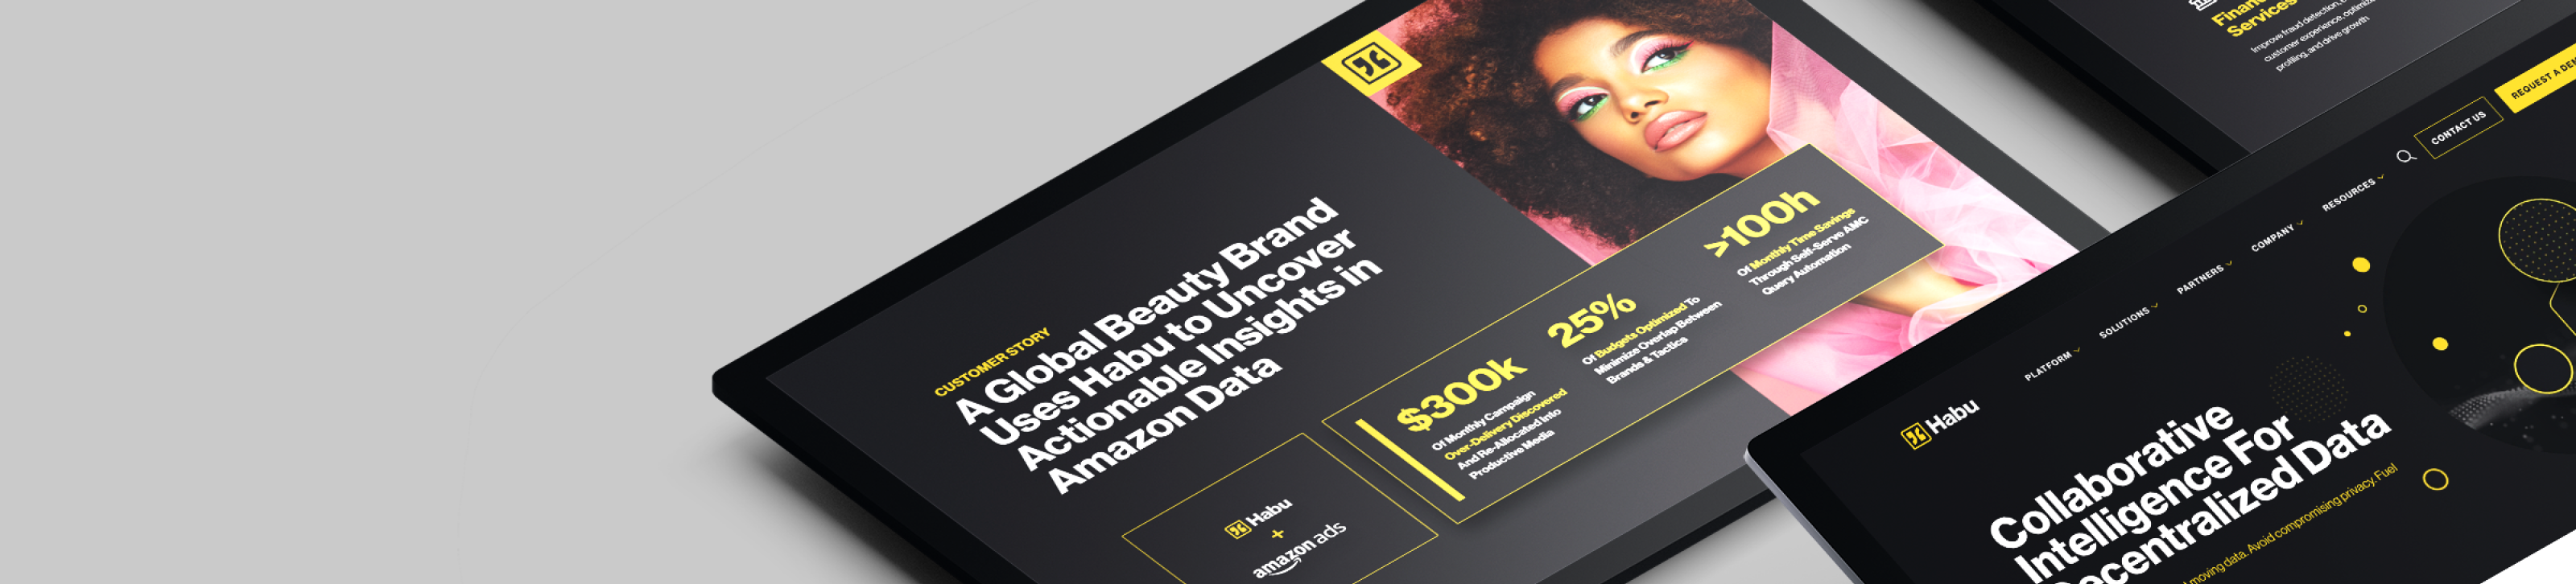 CUSTOMER STORY
A Global Beauty Brand
Uses Habu to Uncover
Actionable Insights in
Amazon Data
Habu
+
amazon ads
$300k
Of Monthly Campaign
Over-Delivery Discovered
And Re-Allocated Into
Productive Media
25%
Of Budgets Optimized To
Minimize Overlap Between
Brands & Tactics
>100h
Of Monthly Time Savings
Through Self-Serve AMC
Query Automation
Services
Improve fraud detection,
customer experience, optimize
profiling, and drive growth
Habu
PLATFORM
SOLUTIONS
PARTNERS
COMPANY
RESOURCES
CONTACT US
REQUEST A
Collaborative
Intelligence For
Decentralized Data
moving data. Avoid compromising privacy. Fuel